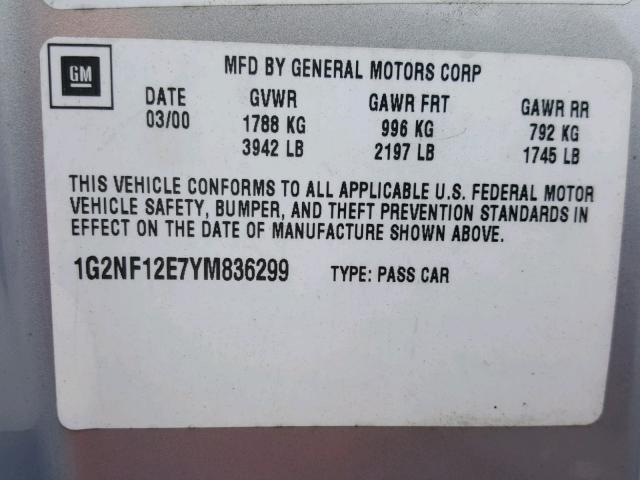 GM
MFD BY GENERAL MOTORS CORP
DATE GVWR GAWR FRT GAWR RR
03/00 1788 KG 996 KG 792 KG
3942 LB 2197 LB 1745 LB
THIS VEHICLE CONFORMS TO ALL APPLICABLE U.S. FEDERAL MOTOR
VEHICLE SAFETY, BUMPER, AND THEFT PREVENTION STANDARDS IN
EFFECT ON THE DATE OF MANUFACTURE SHOWN ABOVE.
1G2NF12E7YM836299 TYPE: PASS CAR